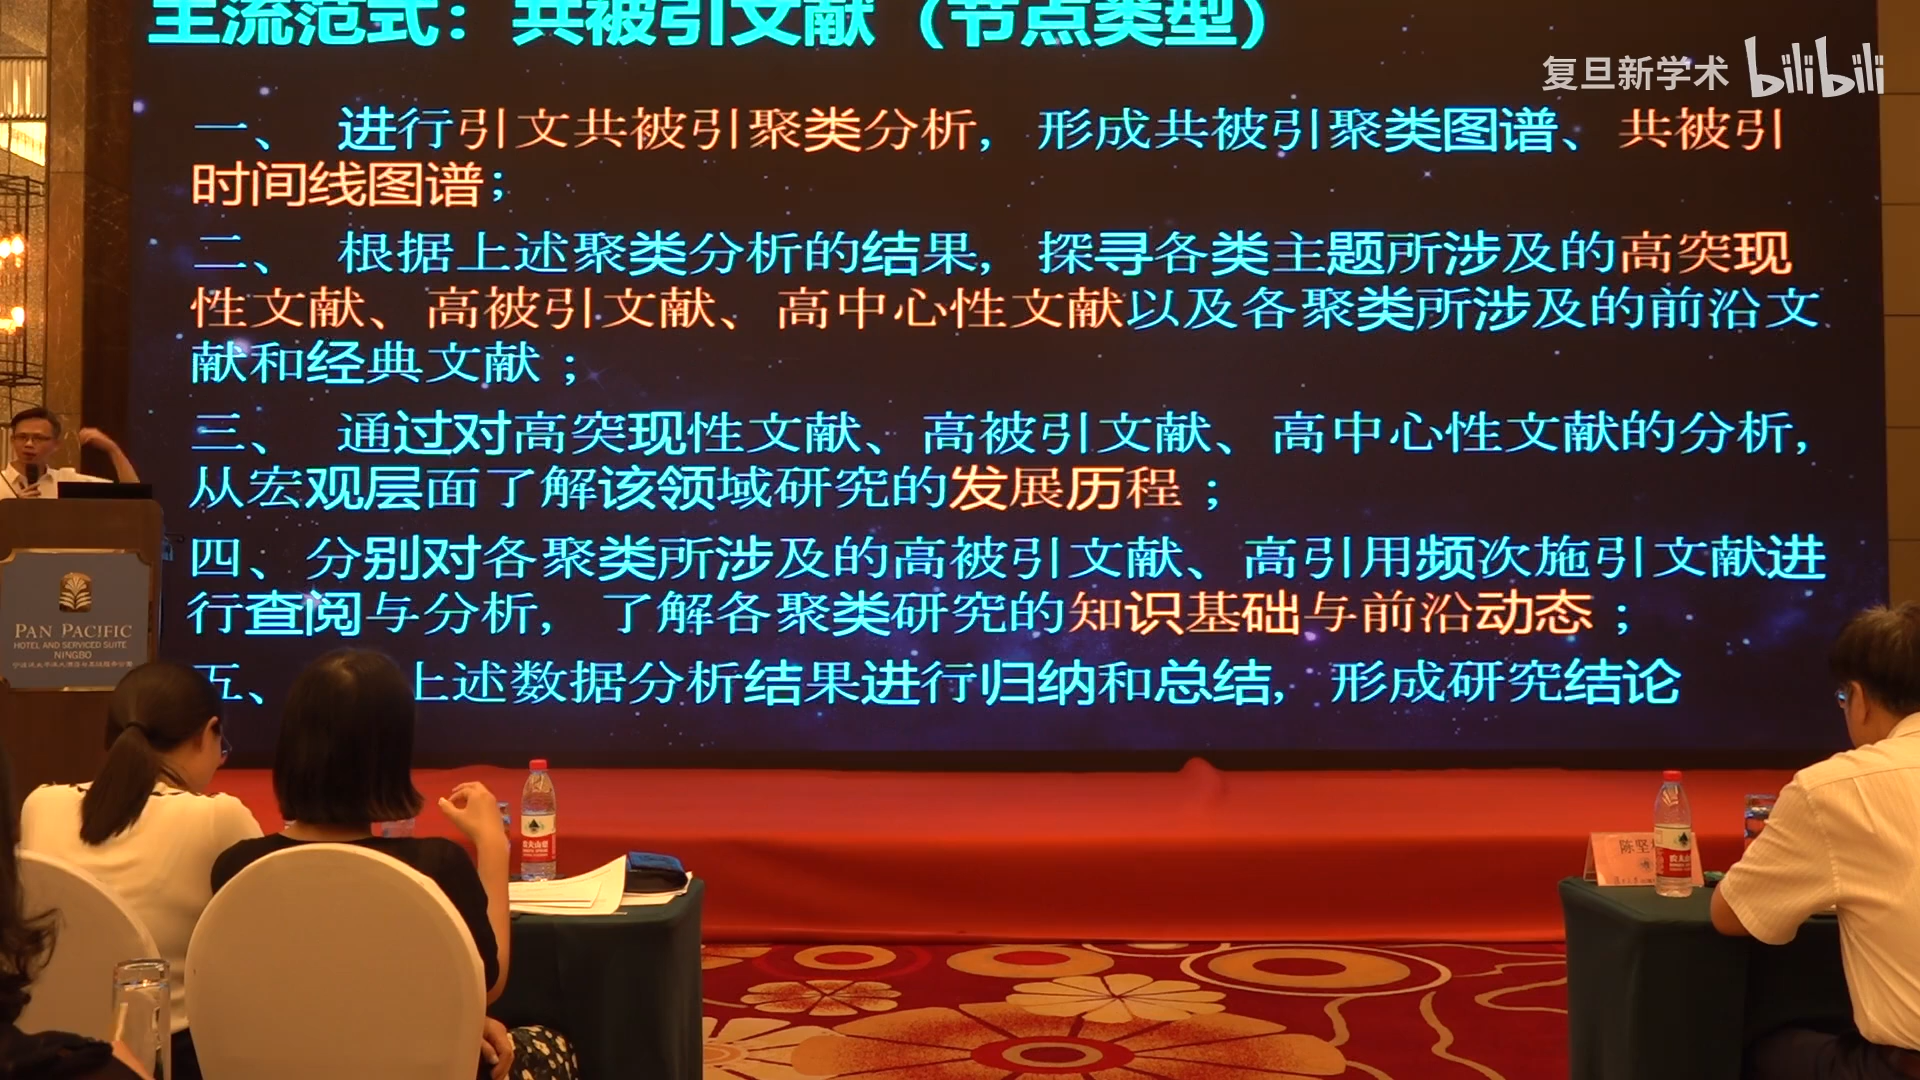 主流范式：共被引文献（节点类型）
复旦新学术 bilibili
一、 进行引文共被引聚类分析，形成共被引聚类图谱、共被引
时间线图谱；
二、 根据上述聚类分析的结果，探寻各类主题所涉及的高突现
性文献、高被引文献、高中心性文献以及各聚类所涉及的前沿文
献和经典文献；
三、 通过对高突现性文献、高被引文献、高中心性文献的分析，
从宏观层面了解该领域研究的发展历程；
四、分别对各聚类所涉及的高被引文献、高引用频次施引文献进
行查阅与分析，了解各聚类研究的知识基础与前沿动态；
五、 上述数据分析结果进行归纳和总结，形成研究结论
PAN PACIFIC
HOTEL AND SERVICED SUITE
NINGBO
陈坚